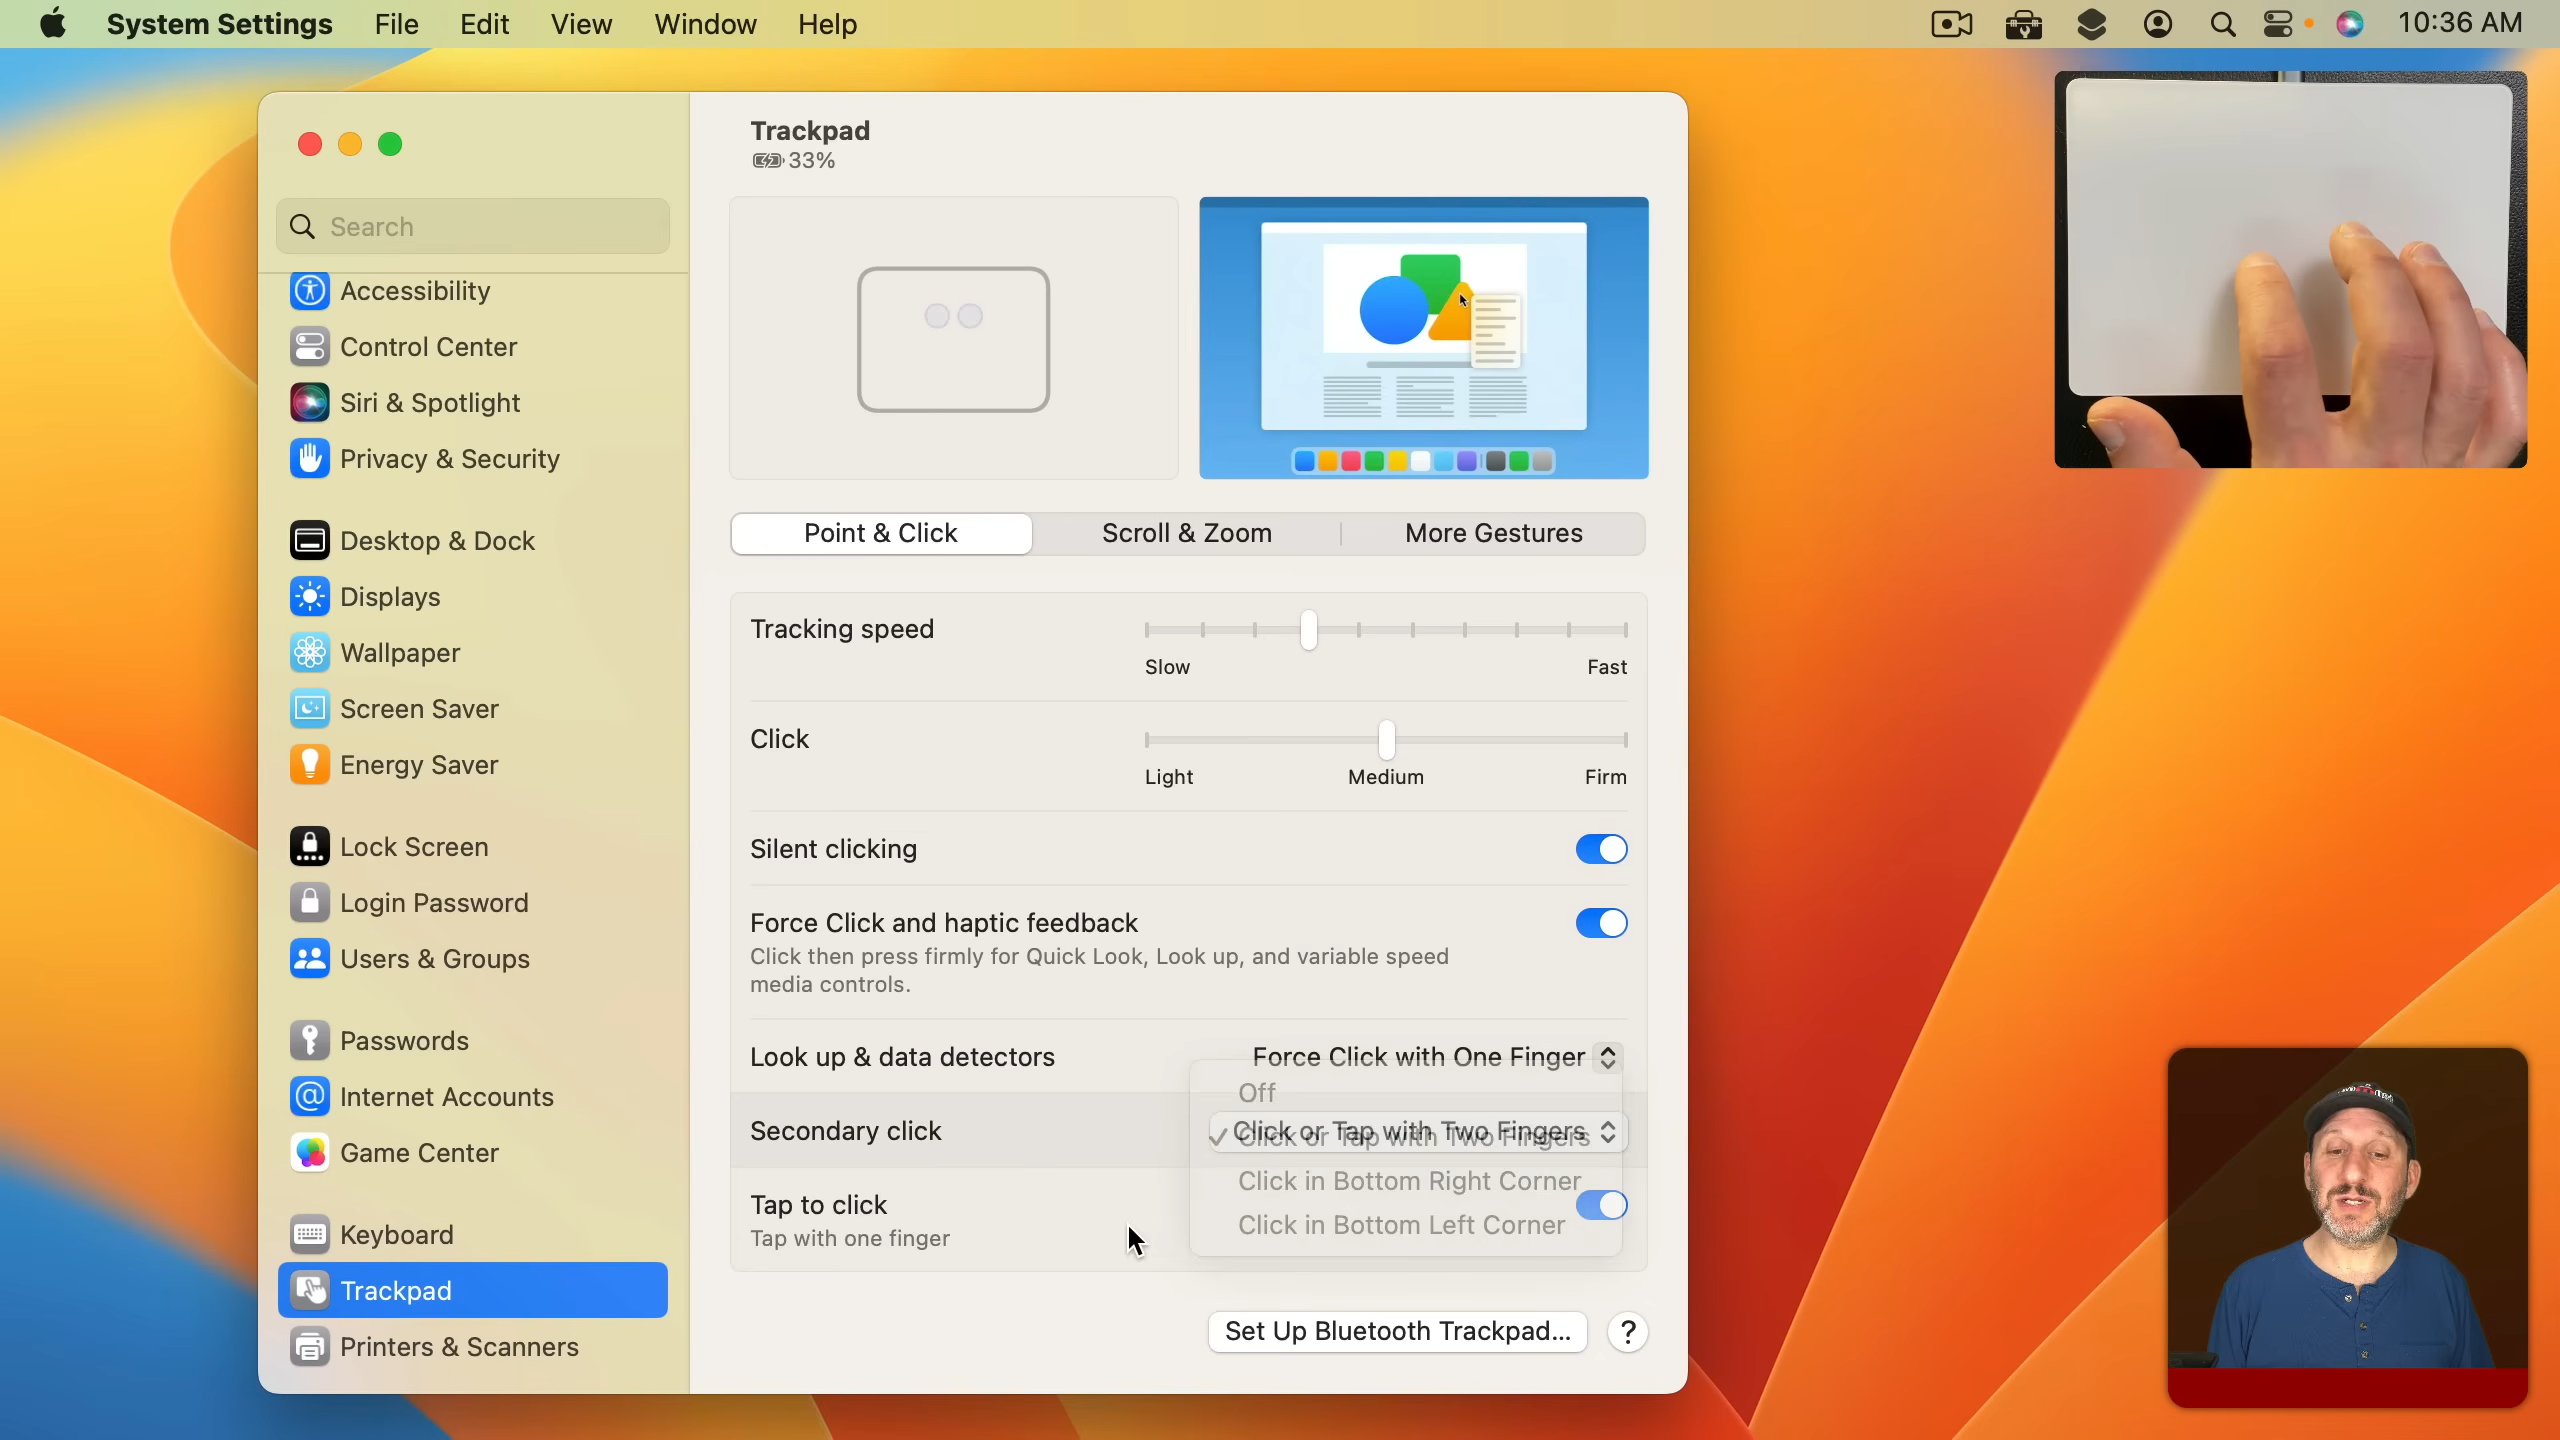 System Settings File Edit View Window Help 10:36 AM
Trackpad
33%
Search
Accessibility
Control Center
Siri & Spotlight
Privacy & Security
Desktop & Dock
Displays
Wallpaper
Screen Saver
Energy Saver
Lock Screen
Login Password
Users & Groups
Passwords
Internet Accounts
Game Center
Keyboard
Trackpad
Printers & Scanners
Point & Click Scroll & Zoom More Gestures
Tracking speed
Slow Fast
Click
Light Medium Firm
Silent clicking
Force Click and haptic feedback
Click then press firmly for Quick Look, Look up, and variable speed
media controls.
Look up & data detectors Force Click with One Finger
Off
Secondary click Click or Tap with Two Fingers
Click or Tap with Two Fingers
Click in Bottom Right Corner
Tap to click
Click in Bottom Left Corner
Tap with one finger
Set Up Bluetooth Trackpad... ?